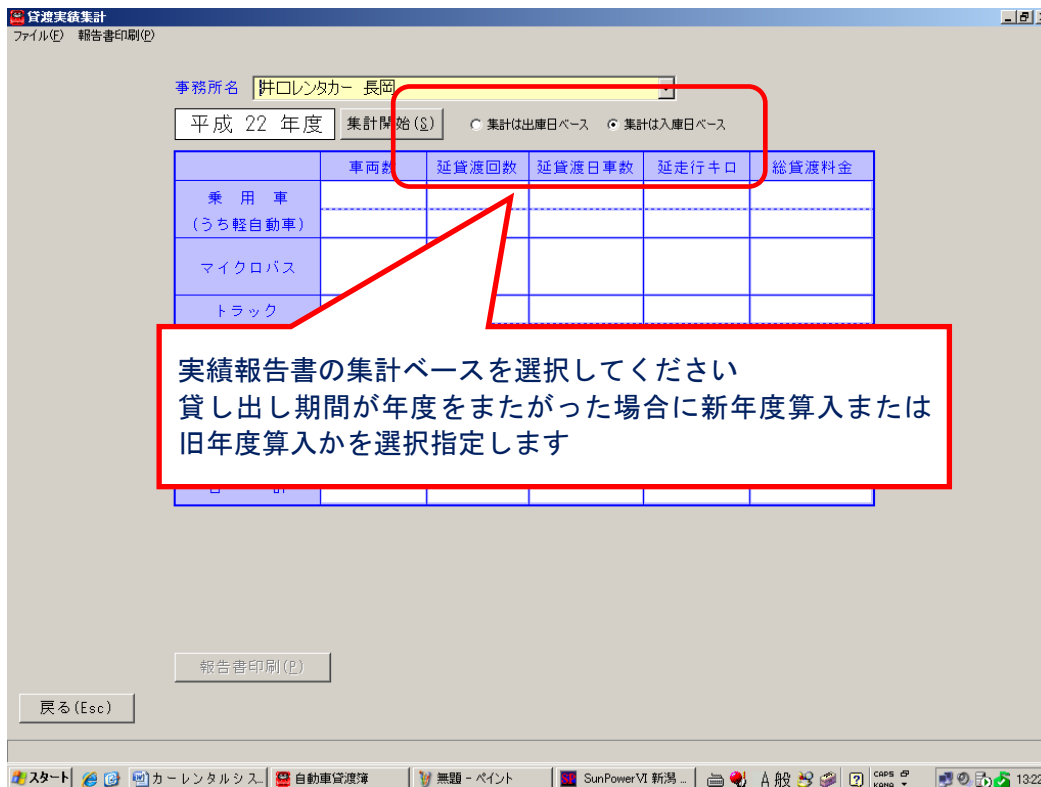 貸渡実績集計
ファイル(F) 報告書印刷(P)
事務所名 井口レンタカー 長岡
平成 22 年度 集計開始(S) 集計は出庫日ベース 集計は入庫日ベース
車両数 延貸渡回数 延貸渡日車数 延走行キロ 総貸渡料金
乗 用 車
(うち軽自動車)
マイクロバス
トラック
実績報告書の集計ベースを選択してください
貸し出し期間が年度をまたがった場合に新年度算入または
旧年度算入かを選択指定します
報告書印刷(P)
戻る(Esc)
スタート カーレンタルシス... 自動車貸渡簿 無題 - ペイント SunPowerⅥ 新潟 ... A 般 CAPS KANA 13:22